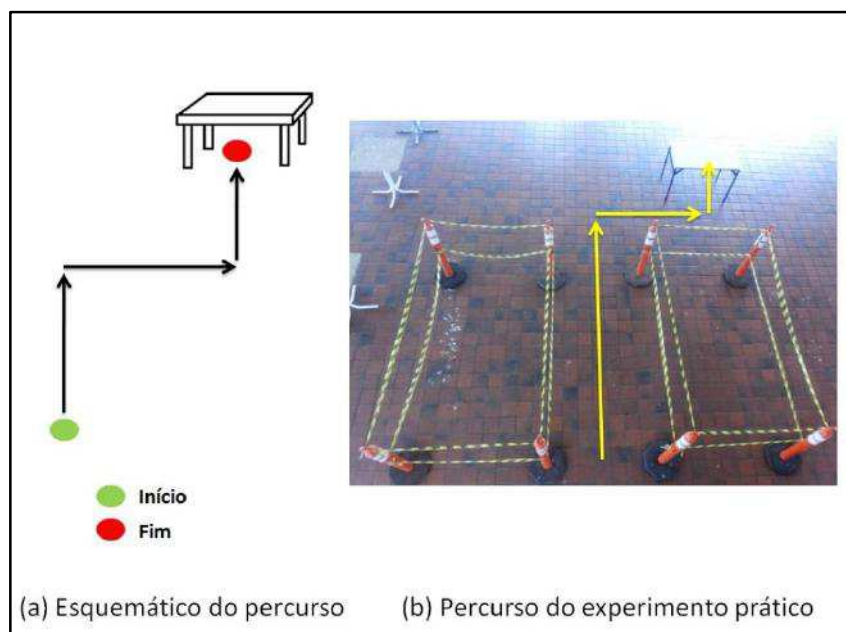 Início
Fim
(a) Esquemático do percurso
(b) Percurso do experimento prático